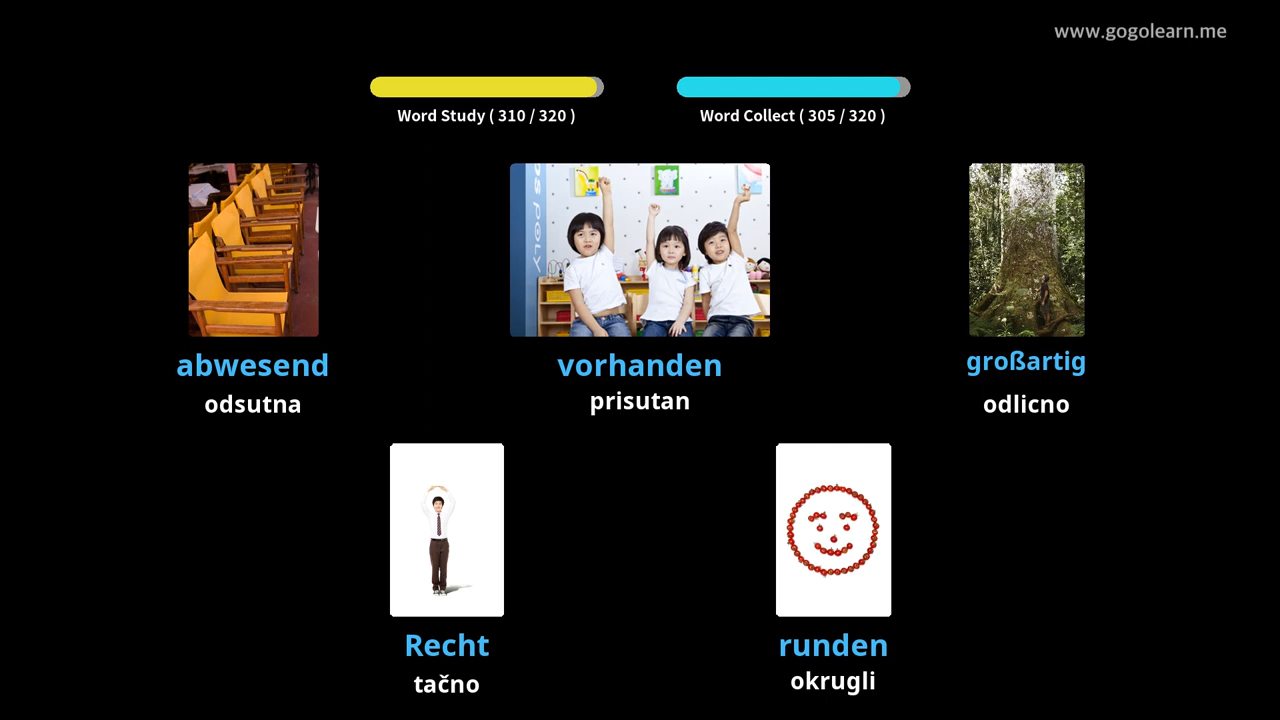 www.gogolearn.me
Word Study ( 310 / 320 )
Word Collect ( 305 / 320 )
abwesend
odsutna
vorhanden
prisutan
großartig
odlicno
Recht
tačno
runden
okrugli